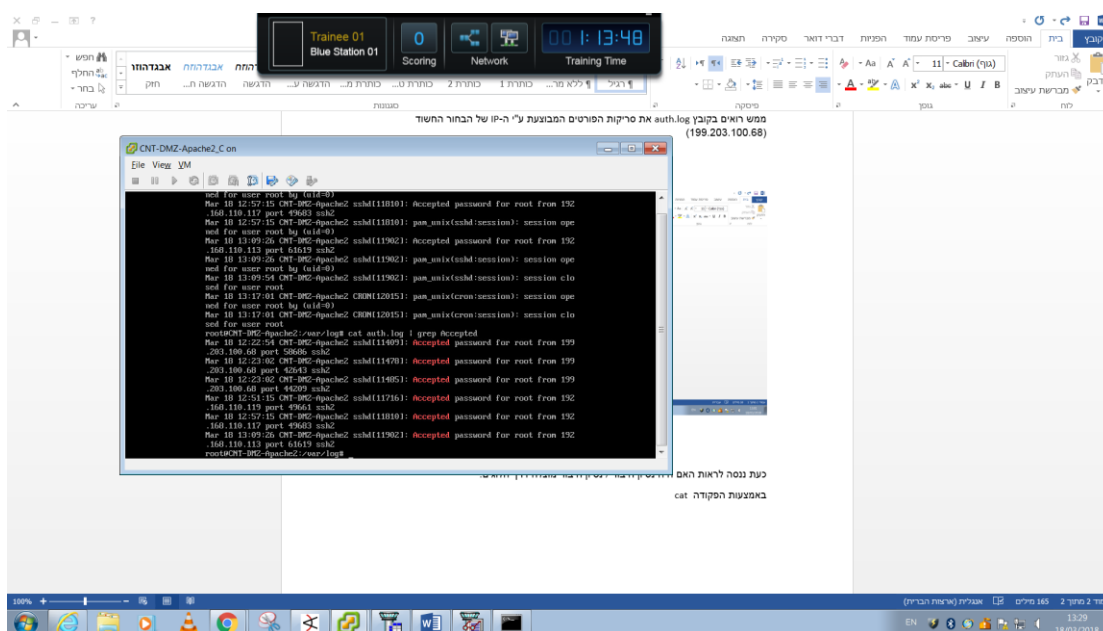 Trainee 01
Blue Station 01
0
Scoring
Network
00 1:13:48
Training Time
קובץ
בית
הוספה
עיצוב
פריסת עמוד
הפניות
דברי דואר
סקירה
תצוגה
גזור
העתק
מברשת עיצוב
לוח
Calibri (גוף)
11
גופן
פיסקה
¶ רגיל
¶ ללא מר...
כותרת 1
כותרת 2
כותרת ט...
כותרת מ...
הדגשה ע...
הדגשה
הדגשה ח...
חזק
סגנונות
חפש
החלף
בחר
עריכה
ממש רואים בקובץ auth.log את סריקות הפורטים המבוצעת ע"י ה-IP של הבחור החשוד
(199.203.100.68)
CNT-DMZ-Apache2_C on
File View VM
ned for user root by (uid=0)
Mar 18 12:57:15 CNT-DMZ-Apache2 sshd[11810]: Accepted password for root from 192
.168.110.117 port 49683 ssh2
Mar 18 12:57:15 CNT-DMZ-Apache2 sshd[11810]: pam_unix(sshd:session): session ope
ned for user root by (uid=0)
Mar 18 13:09:26 CNT-DMZ-Apache2 sshd[11902]: Accepted password for root from 192
.168.110.113 port 61619 ssh2
Mar 18 13:09:26 CNT-DMZ-Apache2 sshd[11902]: pam_unix(sshd:session): session ope
ned for user root by (uid=0)
Mar 18 13:09:54 CNT-DMZ-Apache2 sshd[11902]: pam_unix(sshd:session): session clo
sed for user root
Mar 18 13:17:01 CNT-DMZ-Apache2 CRON[12015]: pam_unix(cron:session): session ope
ned for user root by (uid=0)
Mar 18 13:17:01 CNT-DMZ-Apache2 CRON[12015]: pam_unix(cron:session): session clo
sed for user root
root@CNT-DMZ-Apache2:/var/log# cat auth.log | grep Accepted
Mar 18 12:22:54 CNT-DMZ-Apache2 sshd[11409]: Accepted password for root from 199
.203.100.68 port 58686 ssh2
Mar 18 12:23:02 CNT-DMZ-Apache2 sshd[11478]: Accepted password for root from 199
.203.100.68 port 42643 ssh2
Mar 18 12:23:02 CNT-DMZ-Apache2 sshd[11485]: Accepted password for root from 199
.203.100.68 port 44209 ssh2
Mar 18 12:51:15 CNT-DMZ-Apache2 sshd[11716]: Accepted password for root from 192
.168.110.119 port 49661 ssh2
Mar 18 12:57:15 CNT-DMZ-Apache2 sshd[11810]: Accepted password for root from 192
.168.110.117 port 49683 ssh2
Mar 18 13:09:26 CNT-DMZ-Apache2 sshd[11902]: Accepted password for root from 192
.168.110.113 port 61619 ssh2
root@CNT-DMZ-Apache2:/var/log# _
כעת ננסה לראות האם
באמצעות הפקודה cat
2 מתוך 2
165 מילים
אנגלית (ארצות הברית)
100%
EN
13:29
18/03/2018